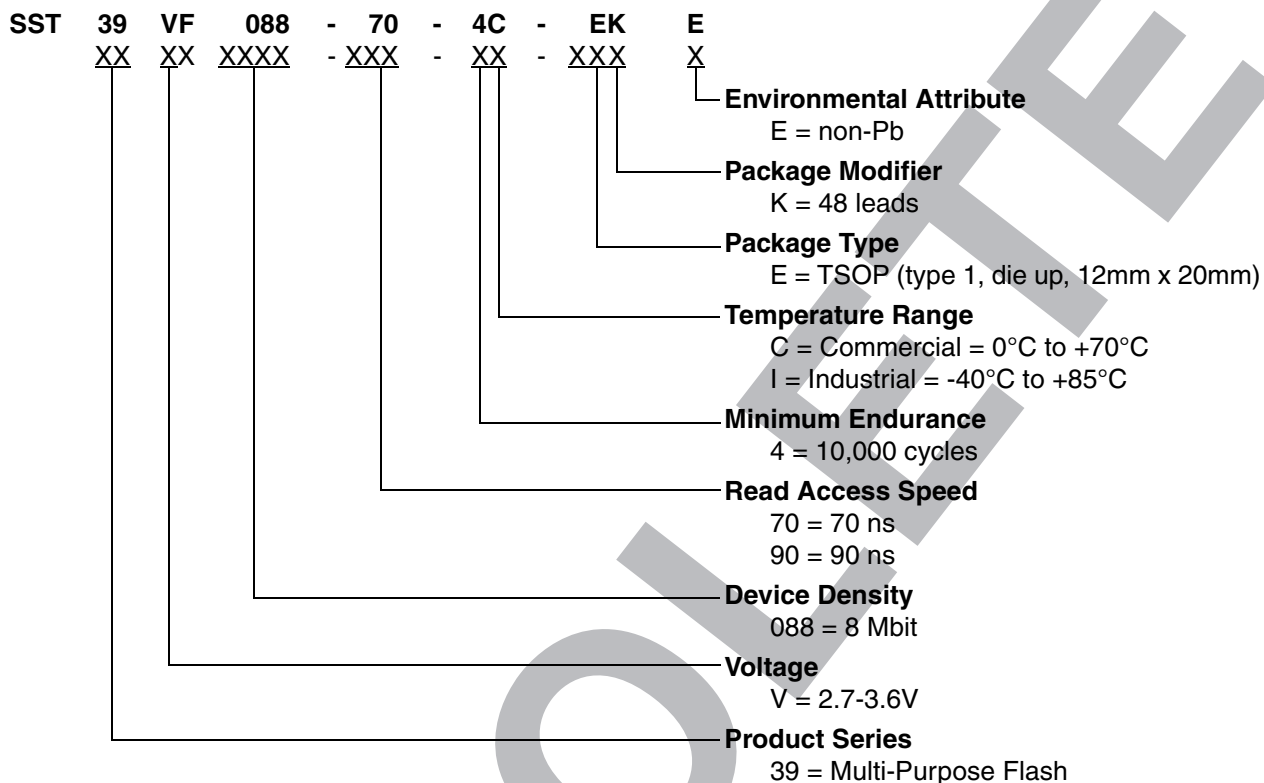 SST 39 VF 088 - 70 - 4C - EK E
XX XX XXXX - XXX - XX - XXX X
Environmental Attribute
E = non-Pb
Package Modifier
K = 48 leads
Package Type
E = TSOP (type 1, die up, 12mm x 20mm)
Temperature Range
C = Commercial = 0°C to +70°C
I = Industrial = -40°C to +85°C
Minimum Endurance
4 = 10,000 cycles
Read Access Speed
70 = 70 ns
90 = 90 ns
Device Density
088 = 8 Mbit
Voltage
V = 2.7-3.6V
Product Series
39 = Multi-Purpose Flash
OLETE